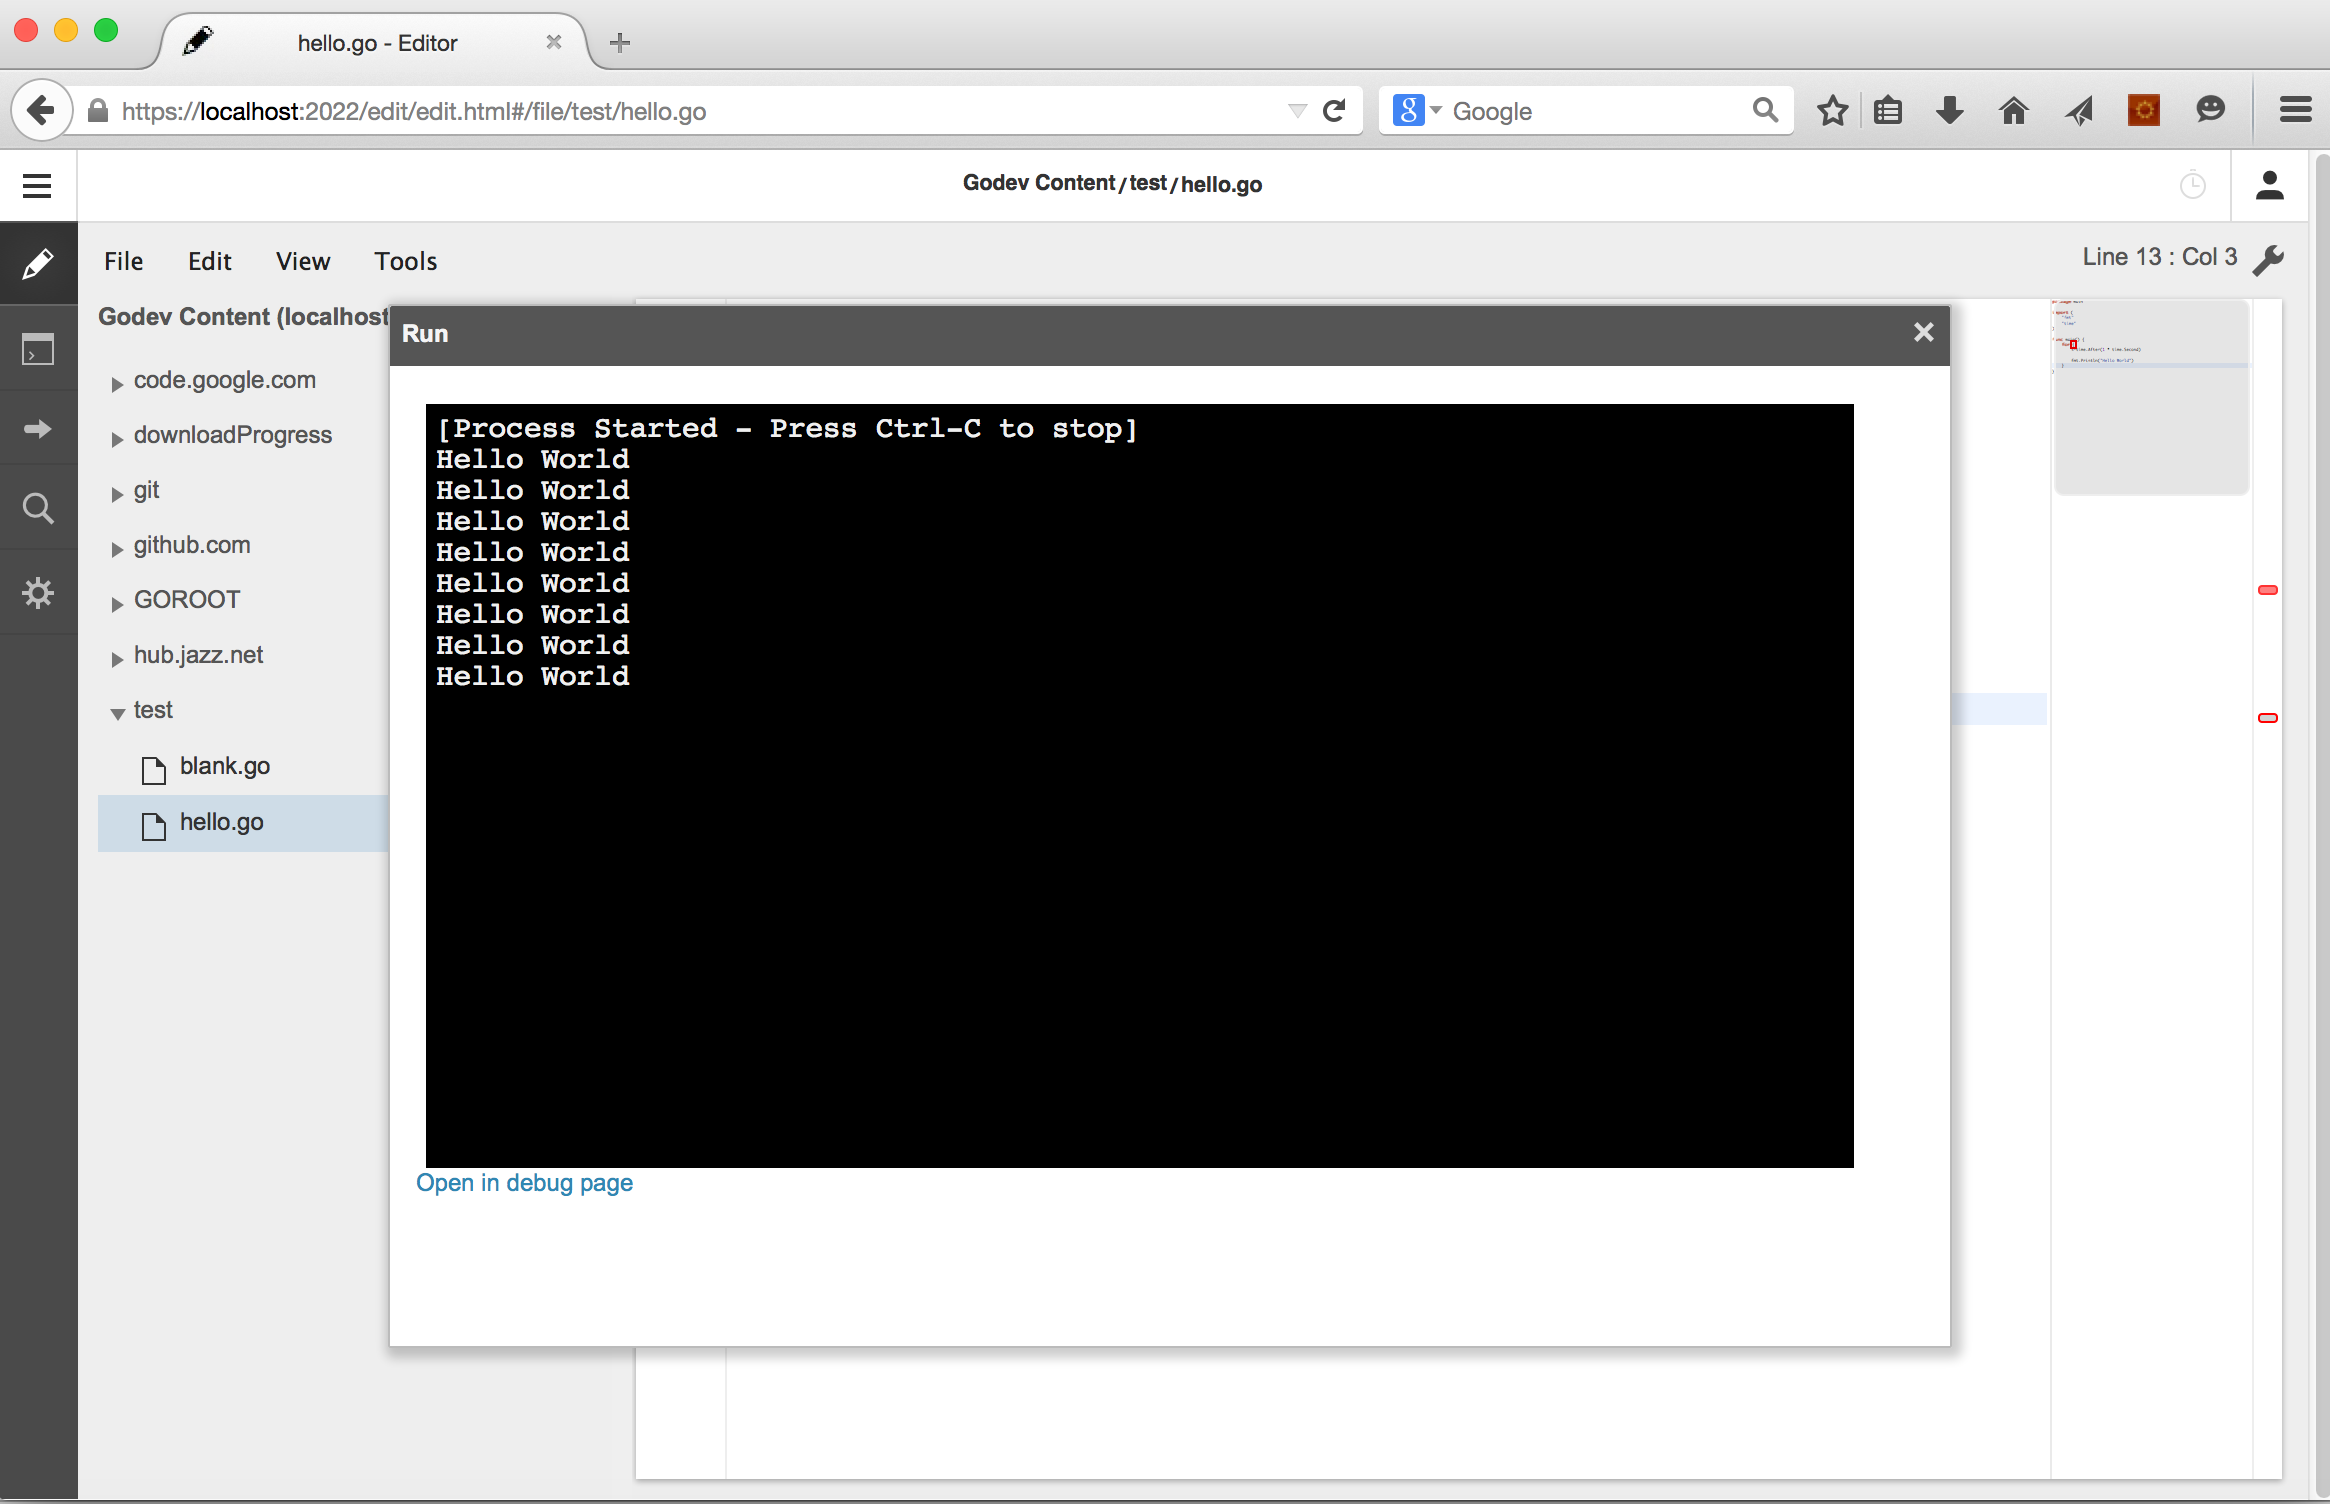 hello.go - Editor
https://localhost:2022/edit/edit.html#/file/test/hello.go
Google
Godev Content/test/hello.go
File Edit View Tools
Line 13 : Col 3
Godev Content (localhost
Run
code.google.com
downloadProgress
git
github.com
GOROOT
hub.jazz.net
test
blank.go
hello.go
[Process Started - Press Ctrl-C to stop]
Hello World
Hello World
Hello World
Hello World
Hello World
Hello World
Hello World
Hello World
Open in debug page